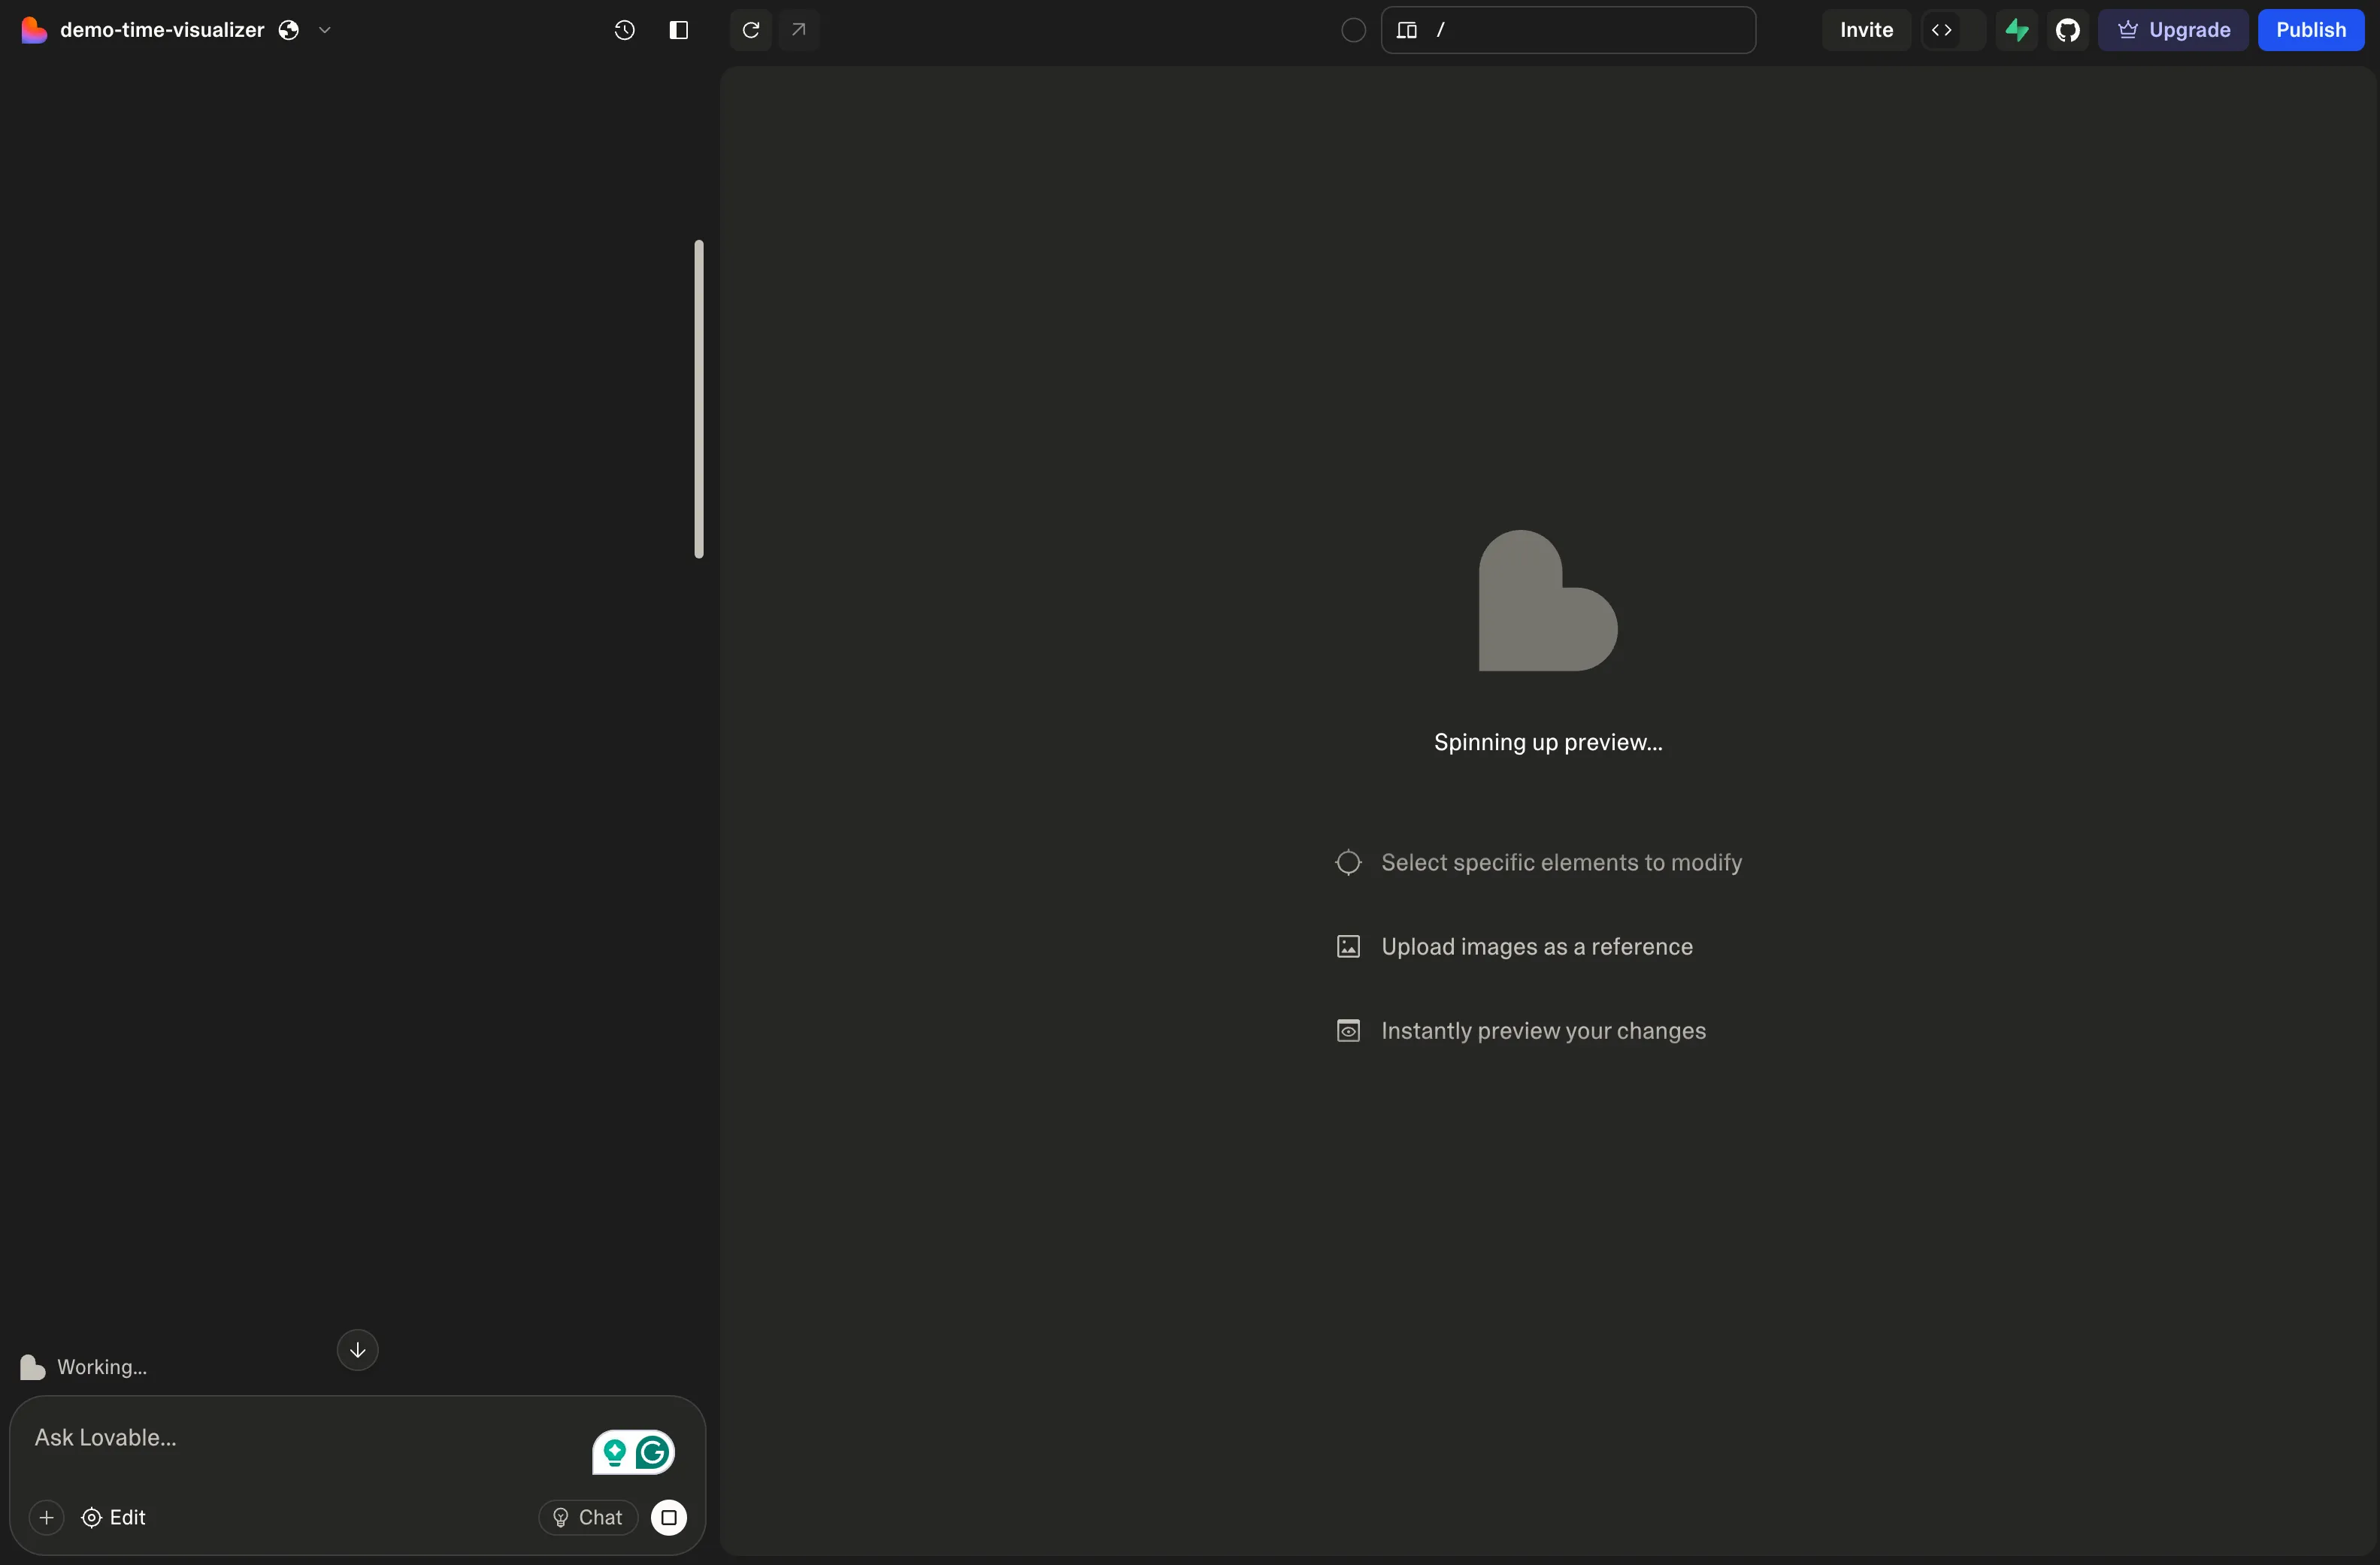 demo-time-visualizer
/
Invite
Upgrade
Publish
Spinning up preview...
Select specific elements to modify
Upload images as a reference
Instantly preview your changes
Working...
Ask Lovable...
Edit
Chat